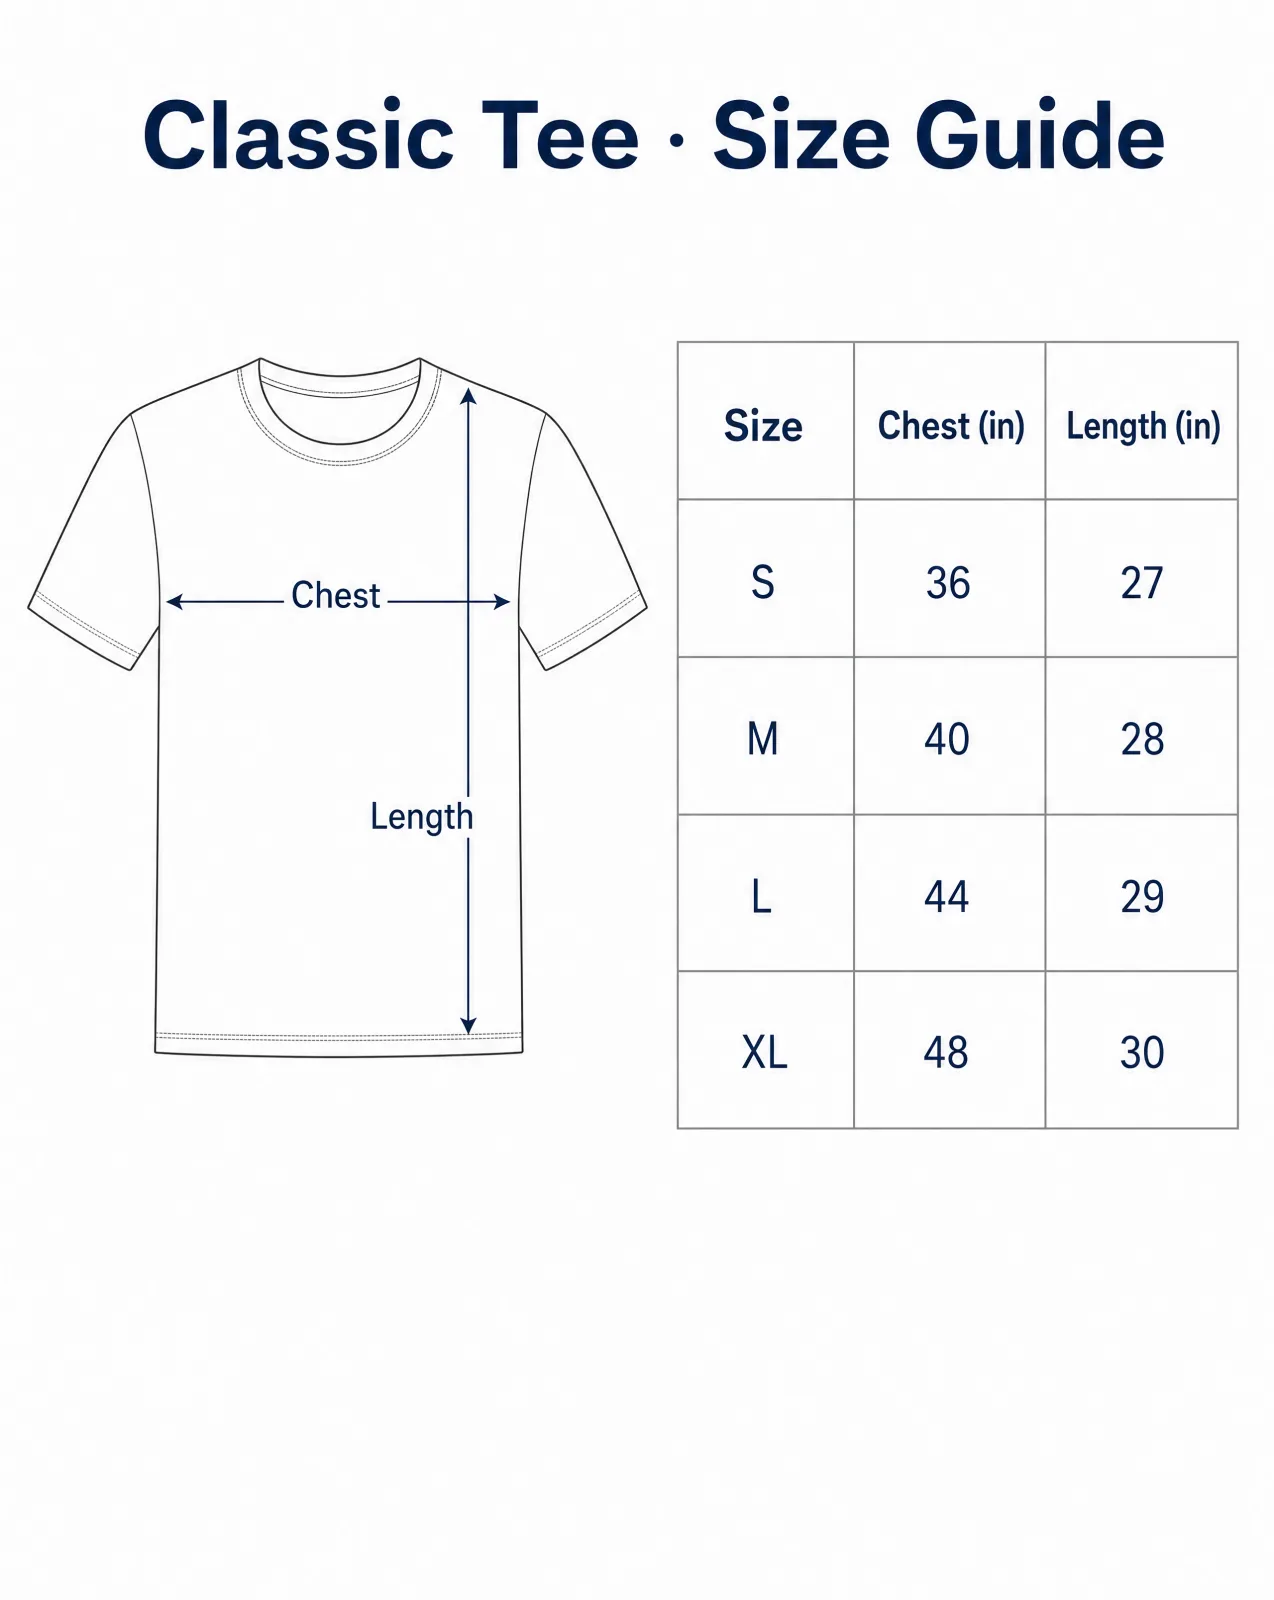 Classic Tee · Size Guide
Chest
Length
Size Chest (in) Length (in)
S 36 27
M 40 28
L 44 29
XL 48 30